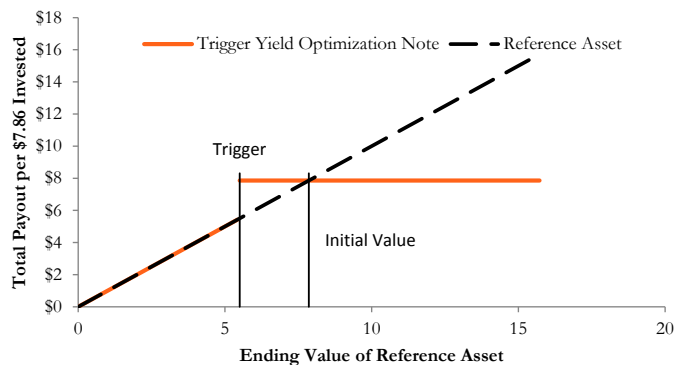 $18
$16
$14
$12
$10
$8
$6
$4
$2
$0
Total Payout per $7.86 Invested
Trigger Yield Optimization Note
Reference Asset
Trigger
Initial Value
0
5
10
15
20
Ending Value of Reference Asset